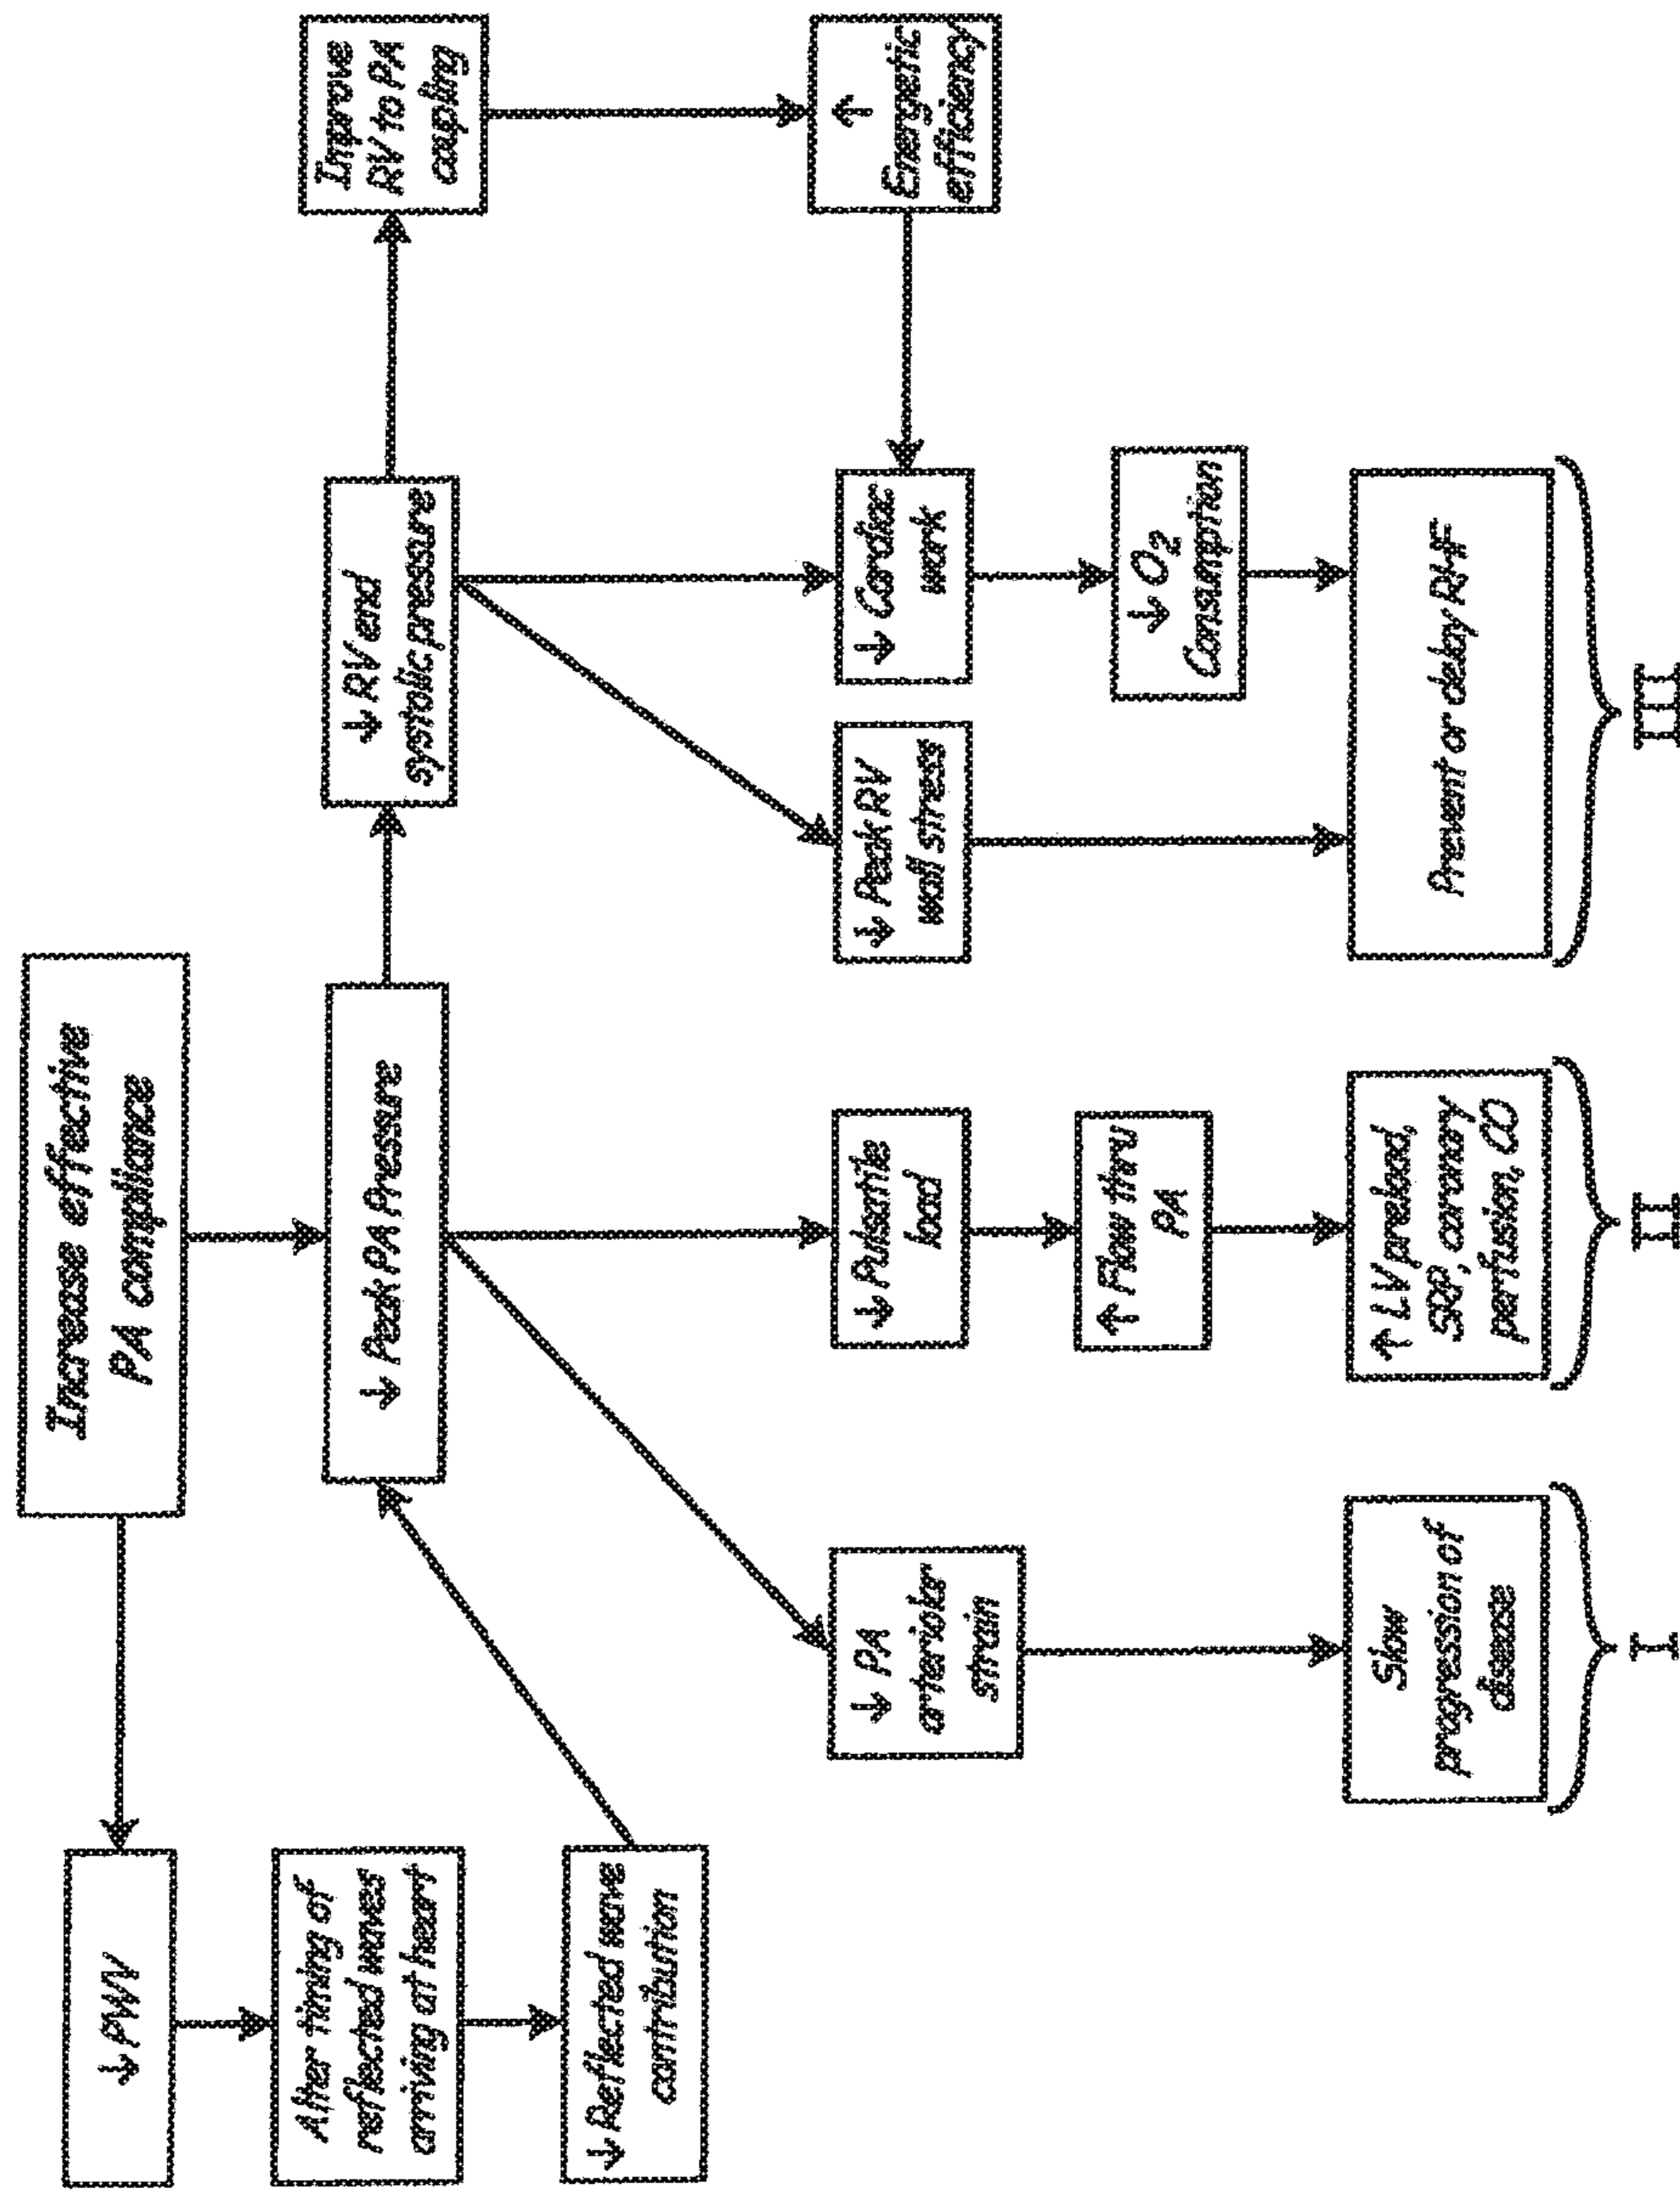 Increase effective
PA compliance
↓ PWV
Alter timing of
reflected waves
arriving at heart
↓ Reflected wave
contribution
↓ Peak PA Pressure
↓ RV end
systolic pressure
Improve
RV to PA
coupling
↓ PA
arteriolar
strain
↓ Pulsatile
load
↓ Peak RV
wall stress
↓ Cardiac
work
↑
Energetic
efficiency
↑ Flow thru
PA
↓ O₂
Consumption
Slow
progression of
disease
↑ LV preload,
SRP, coronary
perfusion, CO
Prevent or delay RHF
I
II
III